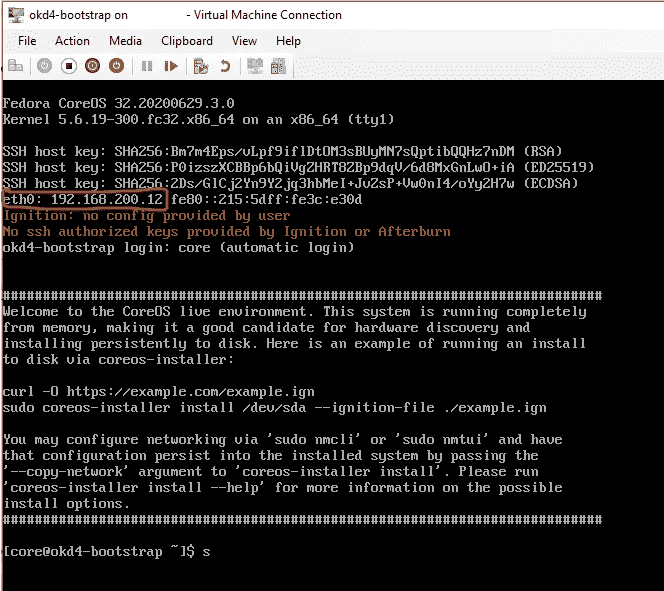 okd4-bootstrap on - Virtual Machine Connection
File Action Media Clipboard View Help
Fedora CoreOS 32.20200629.3.0
Kernel 5.6.19-300.fc32.x86_64 on an x86_64 (tty1)
SSH host key: SHA256:Bm7m4Eps/vLpf9iflDtOM3sBUyMN7sQptibQQHz7nDM (RSA)
SSH host key: SHA256:P0izszXCBBp6bQiVgZHRT8ZBp9dqV/6d8MxGnLwO+iA (ED25519)
SSH host key: SHA256:2Ds/GlCj2Yn9Y2jq3hbMeI+JvZsP+Vw0nI4/oYy2H7w (ECDSA)
eth0: 192.168.200.12 fe80::215:5dff:fe3c:e30d
Ignition: no config provided by user
No ssh authorized keys provided by Ignition or Afterburn
okd4-bootstrap login: core (automatic login)
###########################################################################
Welcome to the CoreOS live environment. This system is running completely
from memory, making it a good candidate for hardware discovery and
installing persistently to disk. Here is an example of running an install
to disk via coreos-installer:
curl -O https://example.com/example.ign
sudo coreos-installer install /dev/sda --ignition-file ./example.ign
You may configure networking via 'sudo nmcli' or 'sudo nmtui' and have
that configuration persist into the installed system by passing the
'--copy-network' argument to 'coreos-installer install'. Please run
'coreos-installer install --help' for more information on the possible
install options.
###########################################################################
[core@okd4-bootstrap ~]$ s